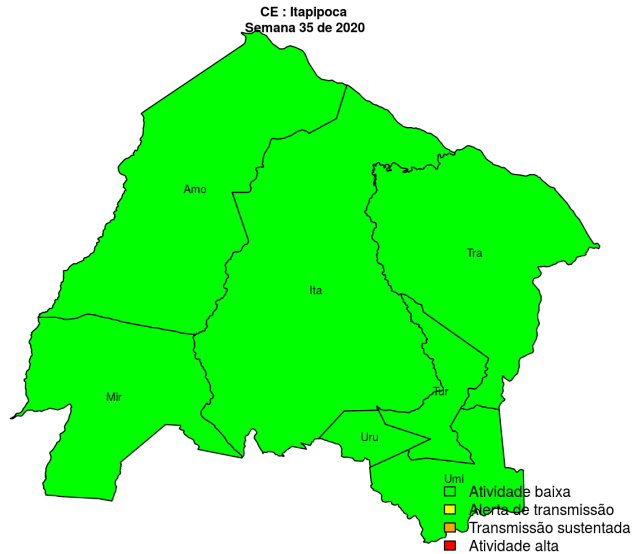 CE : Itapipoca
Semana 35 de 2020
Amo
Tra
Ita
Tur
Mir
Uru
Umi
Atividade baixa
Alerta de transmissão
Transmissão sustentada
Atividade alta